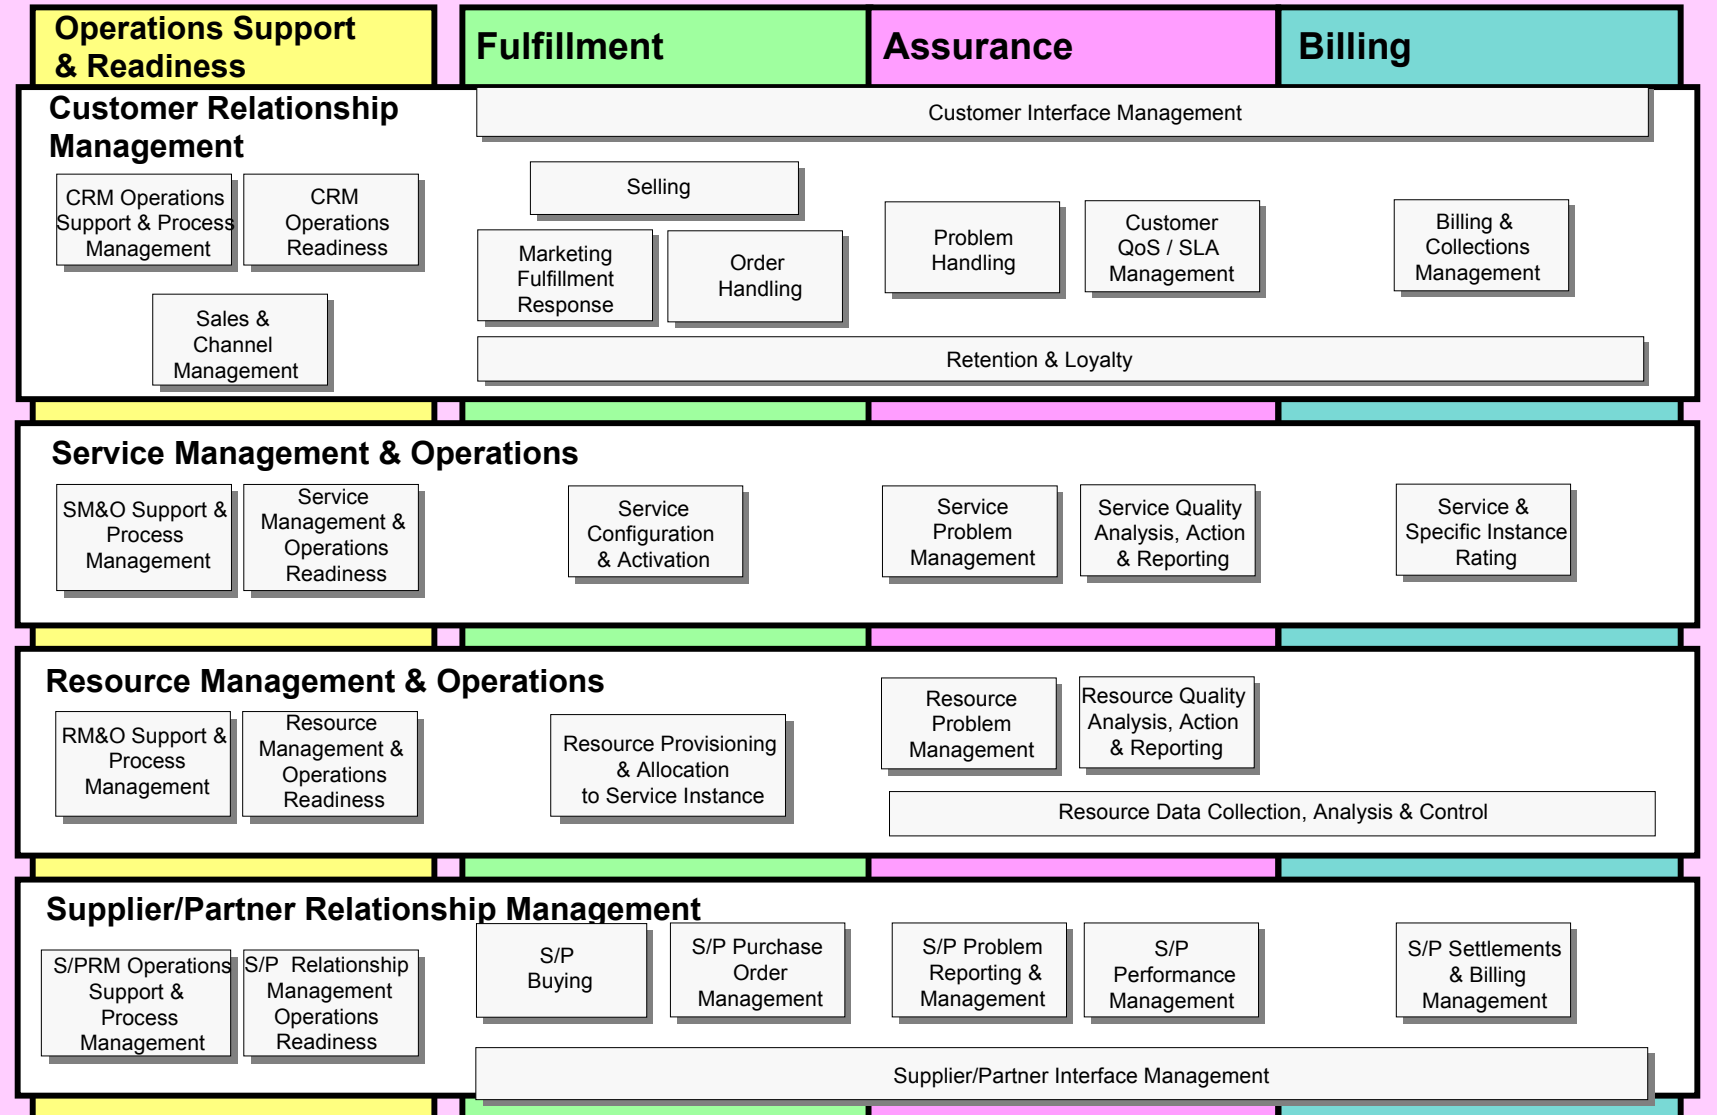 Operations Support
& Readiness
Fulfillment
Assurance
Billing
Customer Relationship
Management
Customer Interface Management
CRM Operations
Support & Process
Management
CRM
Operations
Readiness
Sales &
Channel
Management
Selling
Marketing
Fulfillment
Response
Order
Handling
Problem
Handling
Customer
QoS / SLA
Management
Billing &
Collections
Management
Retention & Loyalty
Service Management & Operations
SM&O Support &
Process
Management
Service
Management &
Operations
Readiness
Service
Configuration
& Activation
Service
Problem
Management
Service Quality
Analysis, Action
& Reporting
Service &
Specific Instance
Rating
Resource Management & Operations
RM&O Support &
Process
Management
Resource
Management &
Operations
Readiness
Resource Provisioning
& Allocation
to Service Instance
Resource
Problem
Management
Resource Quality
Analysis, Action
& Reporting
Resource Data Collection, Analysis & Control
Supplier/Partner Relationship Management
S/PRM Operations
Support &
Process
Management
S/P Relationship
Management
Operations
Readiness
S/P
Buying
S/P Purchase
Order
Management
S/P Problem
Reporting &
Management
S/P
Performance
Management
S/P Settlements
& Billing
Management
Supplier/Partner Interface Management